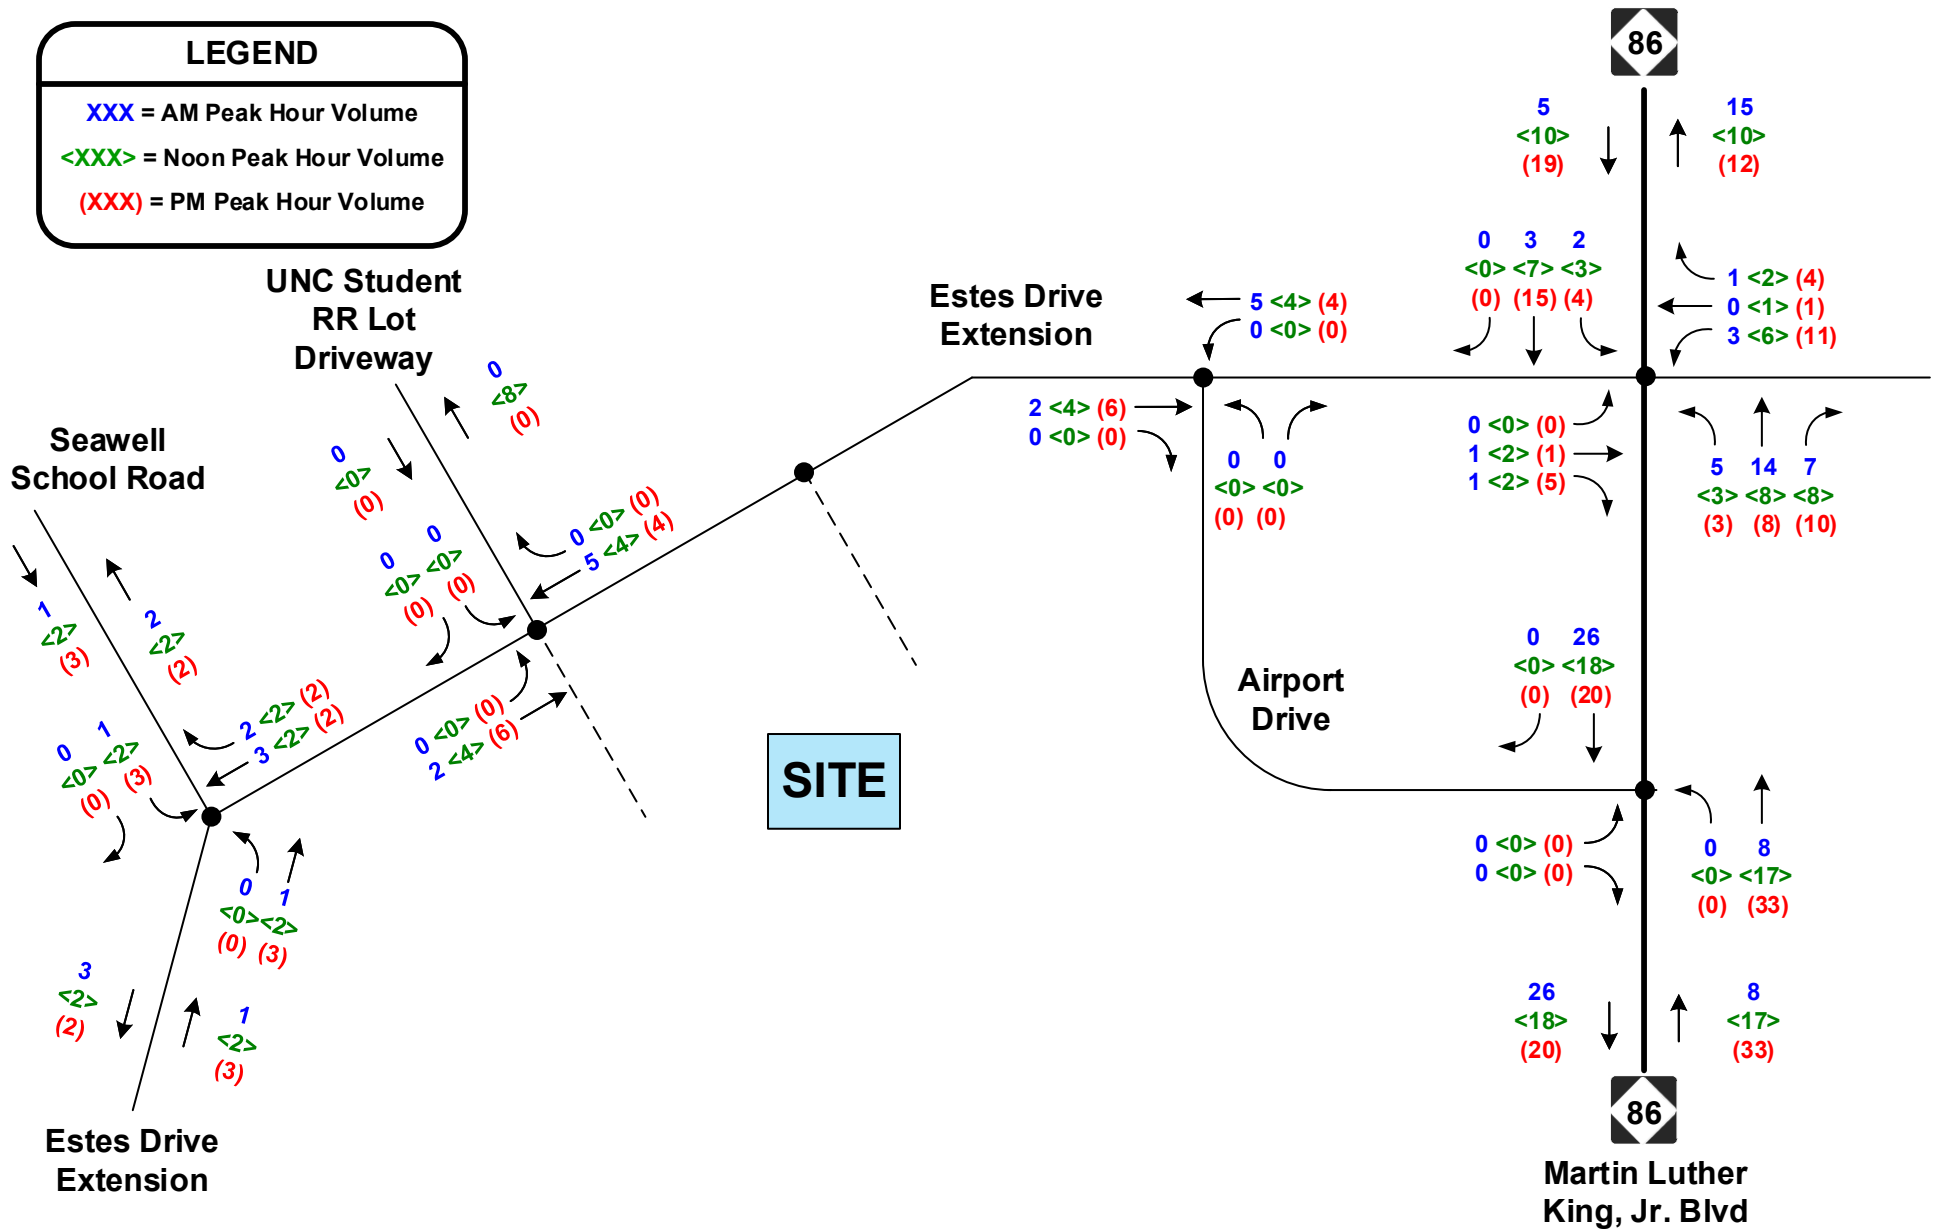 LEGEND
XXX = AM Peak Hour Volume
<XXX> = Noon Peak Hour Volume
(XXX) = PM Peak Hour Volume
86
5
<10>
(19)
15
<10>
(12)
0 3 2
<0> <7> <3>
(0) (15) (4)
1 <2> (4)
0 <1> (1)
3 <6> (11)
UNC Student
RR Lot
Driveway
Estes Drive
Extension
5 <4> (4)
0 <0> (0)
2 <4> (6)
0 <0> (0)
0 0
<0> <0>
(0) (0)
0 <0> (0)
1 <2> (1)
1 <2> (5)
5 14 7
<3> <8> <8>
(3) (8) (10)
Seawell
School Road
0
<8>
(0)
0
<0>
(0)
0 0
<0> <0>
(0) (0)
0 <0> (0)
5 <4> (4)
0 <0> (0)
2 <4> (6)
1
<2>
(3)
2
<2>
(2)
2 <2> (2)
3 <2> (2)
0 1
<0> <2>
(0) (3)
0 1
<0> <2>
(0) (3)
3
<2>
(2)
1
<2>
(3)
Estes Drive
Extension
SITE
Airport
Drive
0 26
<0> <18>
(0) (20)
0 <0> (0)
0 <0> (0)
0 8
<0> <17>
(0) (33)
26
<18>
(20)
8
<17>
(33)
86
Martin Luther
King, Jr. Blvd